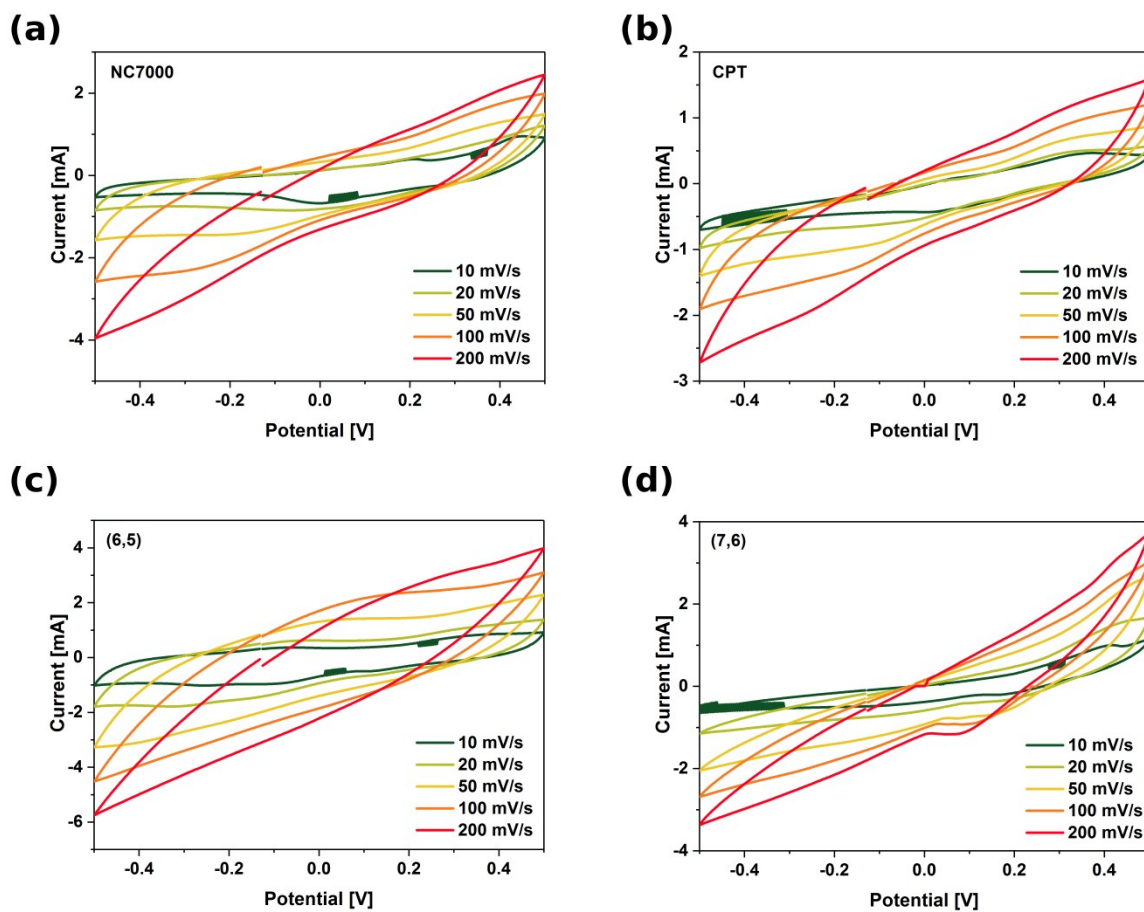 (a)
NC7000
Current [mA]
2
0
-2
-4
-0.4
-0.2
0.0
0.2
0.4
Potential [V]
10 mV/s
20 mV/s
50 mV/s
100 mV/s
200 mV/s
(b)
CPT
Current [mA]
2
1
0
-1
-2
-3
-0.4
-0.2
0.0
0.2
0.4
Potential [V]
10 mV/s
20 mV/s
50 mV/s
100 mV/s
200 mV/s
(c)
(6,5)
Current [mA]
4
2
0
-2
-4
-6
-0.4
-0.2
0.0
0.2
0.4
Potential [V]
10 mV/s
20 mV/s
50 mV/s
100 mV/s
200 mV/s
(d)
(7,6)
Current [mA]
4
2
0
-2
-4
-0.4
-0.2
0.0
0.2
0.4
Potential [V]
10 mV/s
20 mV/s
50 mV/s
100 mV/s
200 mV/s